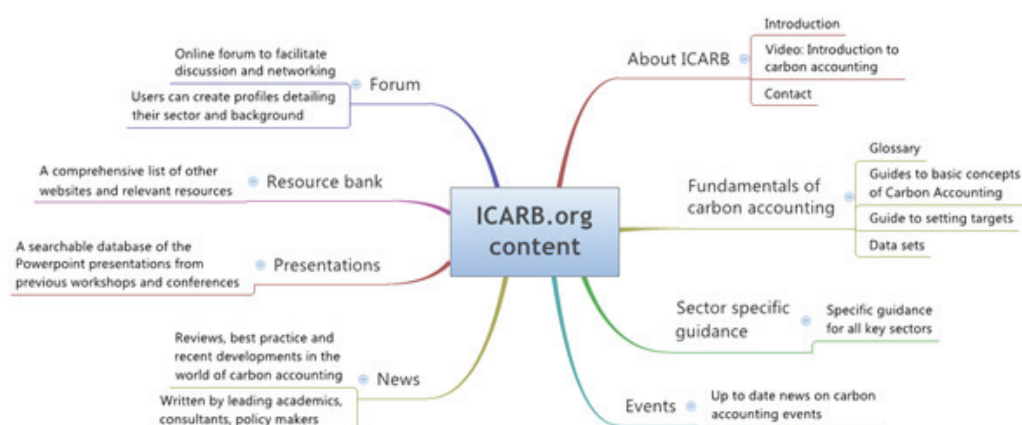 ICARB.org
content
About ICARB
Introduction
Video: Introduction to
carbon accounting
Contact
Fundamentals of
carbon accounting
Glossary
Guides to basic concepts
of Carbon Accounting
Guide to setting targets
Data sets
Sector specific
guidance
Specific guidance
for all key sectors
Events
Up to date news on carbon
accounting events
Forum
Online forum to facilitate
discussion and networking
Users can create profiles detailing
their sector and background
Resource bank
A comprehensive list of other
websites and relevant resources
Presentations
A searchable database of the
Powerpoint presentations from
previous workshops and conferences
News
Reviews, best practice and
recent developments in the
world of carbon accounting
Written by leading academics,
consultants, policy makers